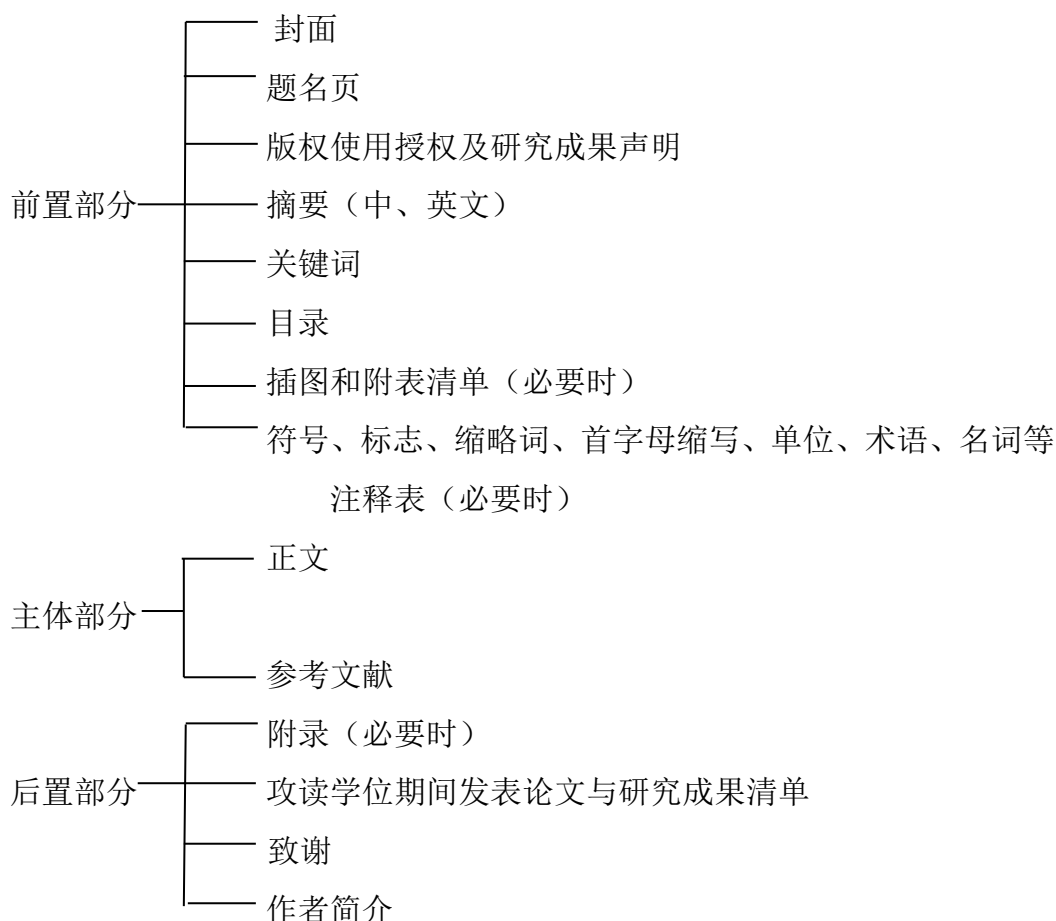 封面
题名页
版权使用授权及研究成果声明
前置部分
摘要（中、英文）
关键词
目录
插图和附表清单（必要时）
符号、标志、缩略词、首字母缩写、单位、术语、名词等
注释表（必要时）
正文
主体部分
参考文献
附录（必要时）
后置部分
攻读学位期间发表论文与研究成果清单
致谢
作者简介